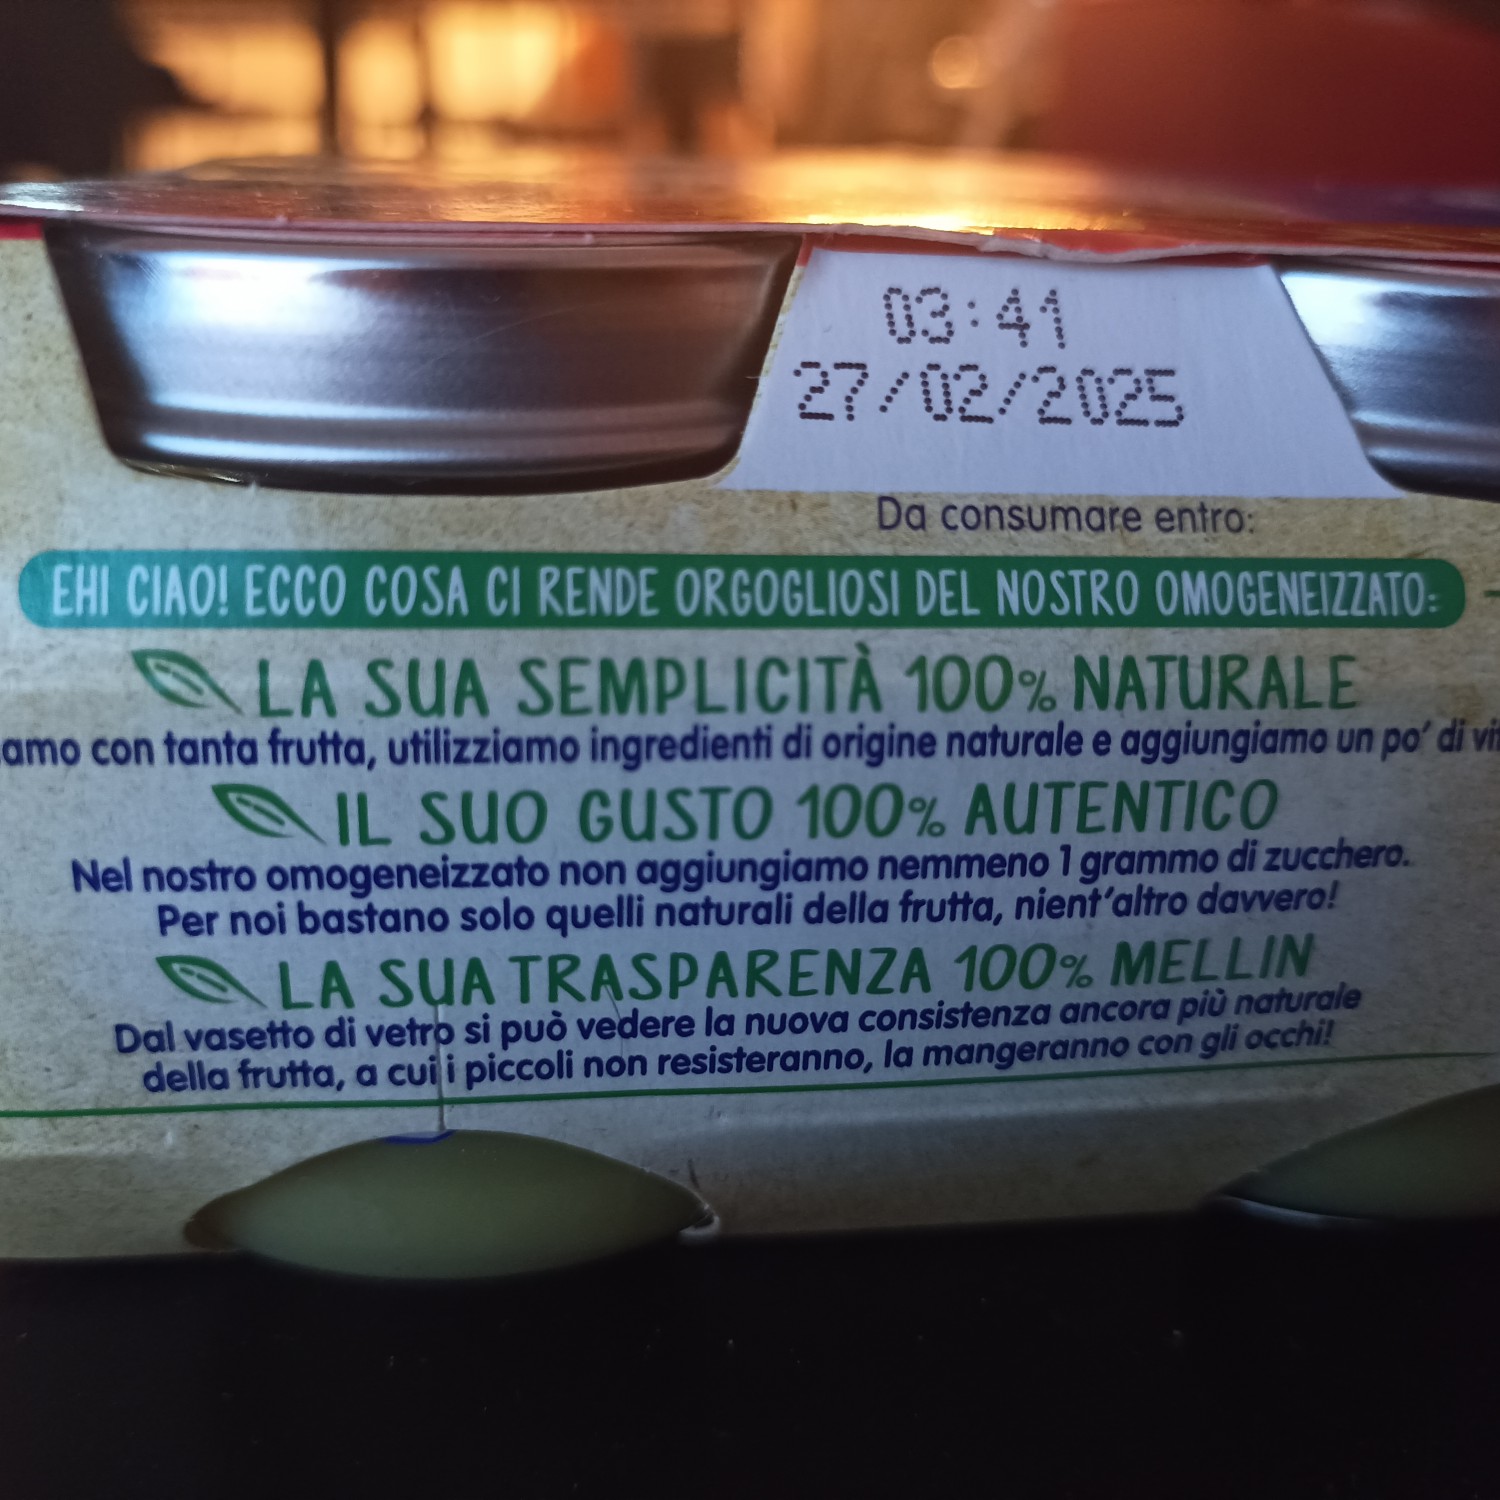 03:41
27/02/2025
Da consumare entro:
EHI CIAO! ECCO COSA CI RENDE ORGOGLIOSI DEL NOSTRO OMOGENEIZZATO:
LA SUA SEMPLICITÀ 100% NATURALE
con tanta frutta, utilizziamo ingredienti di origine naturale e aggiungiamo un po' di
IL SUO GUSTO 100% AUTENTICO
Nel nostro omogeneizzato non aggiungiamo nemmeno 1 grammo di zucchero.
Per noi bastano solo quelli naturali della frutta, nient'altro davvero!
LA SUA TRASPARENZA 100% MELLIN
Dal vasetto di vetro si può vedere la nuova consistenza ancora più naturale
della frutta, a cui i piccoli non resisteranno, la mangeranno con gli occhi!